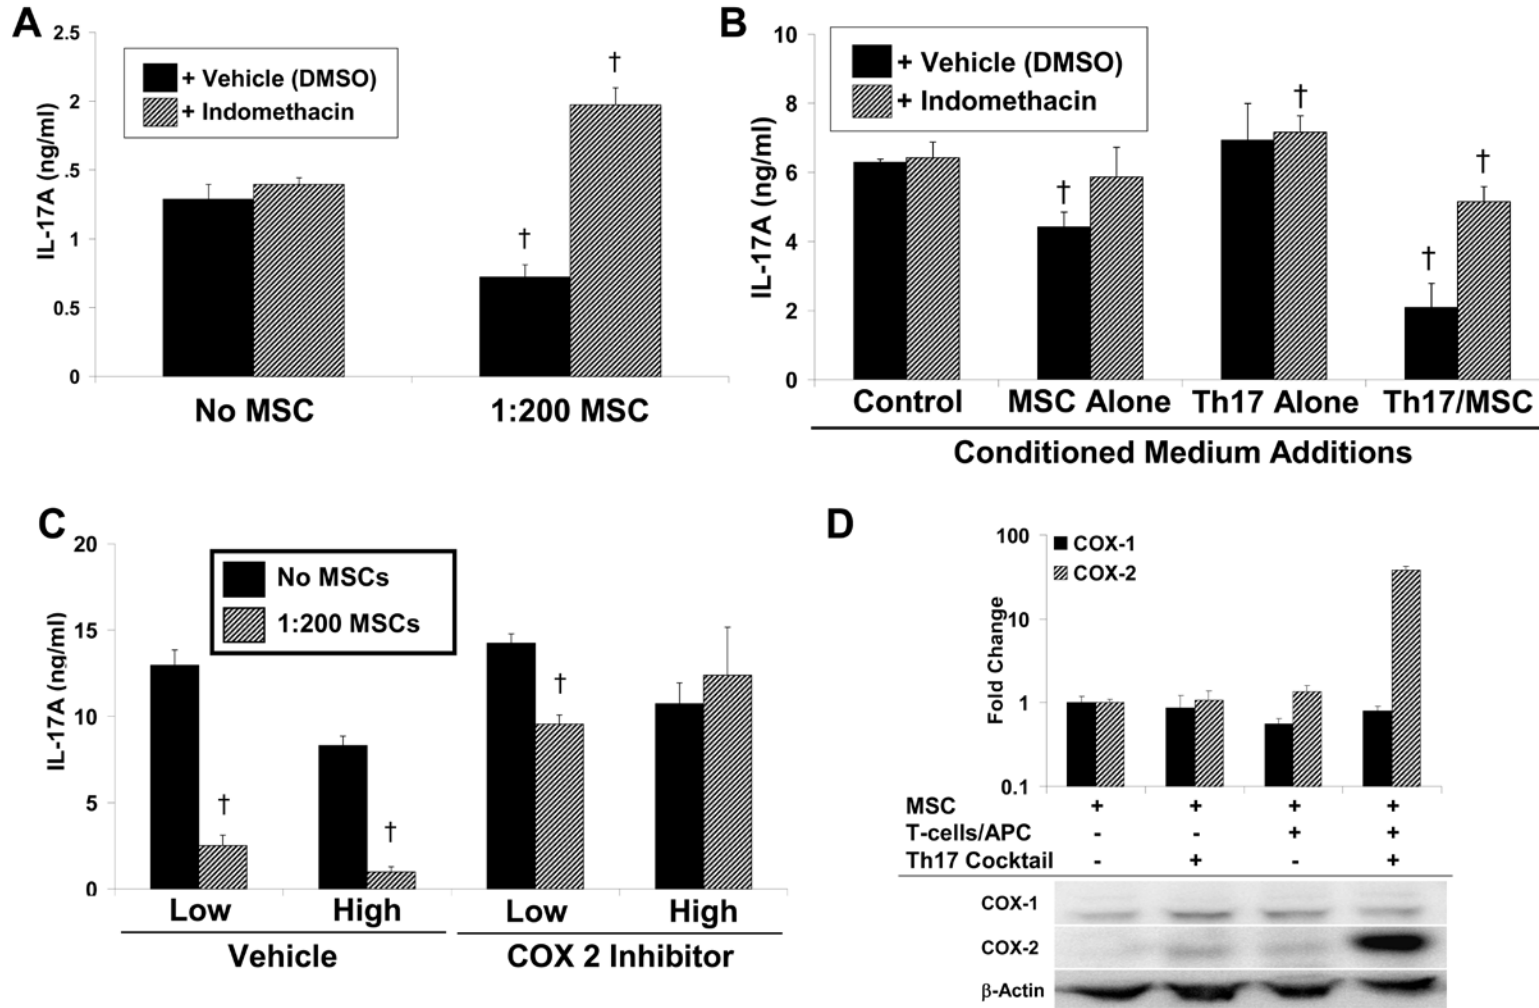 A
2.5
2
.5
1
0.5
0
IL-17A (ng/ml)
+ Vehicle (DMSO)
+ Indomethacin
†
†
No MSC
1:200 MSC
B
10
8
6
4
2
0
IL-17A (ng/ml)
+ Vehicle (DMSO)
+ Indomethacin
†
†
†
†
Control
MSC Alone
Th17 Alone
Th17/MSC
Conditioned Medium Additions
C
20
15
10
5
0
IL-17A (ng/ml)
No MSCs
1:200 MSCs
†
†
†
Low
High
Low
High
Vehicle
COX 2 Inhibitor
D
100
10
1
0.1
Fold Change
COX-1
COX-2
MSC + + + +
T-cells/APC - - + +
Th17 Cocktail - + - +
COX-1
COX-2
β-Actin